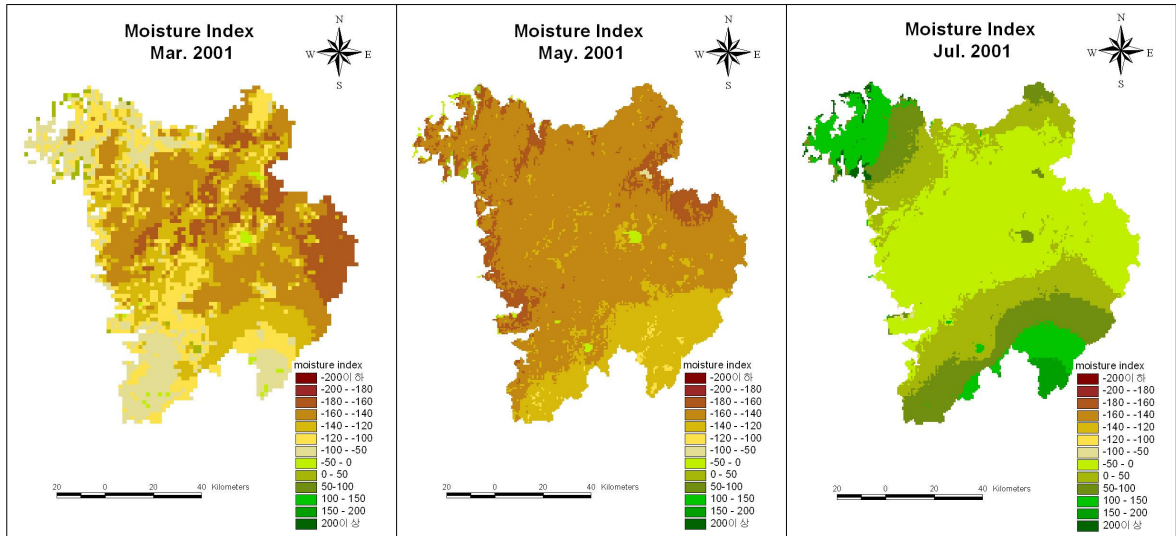 Moisture Index
Mar. 2001
N
W E
S
moisture index
-200이 하
-200 - -180
-180 - -160
-160 - -140
-140 - -120
-120 - -100
-100 - -50
-50 - 0
0 - 50
50-100
100 - 150
150 - 200
200이 상
20 0 20 40 Kilometers
Moisture Index
May. 2001
N
W E
S
moisture index
-200이 하
-200 - -180
-180 - -160
-160 - -140
-140 - -120
-120 - -100
-100 - -50
-50 - 0
0 - 50
50-100
100 - 150
150 - 200
200이 상
20 0 20 40 Kilometers
Moisture Index
Jul. 2001
N
W E
S
moisture index
-200이 하
-200 - -180
-180 - -160
-160 - -140
-140 - -120
-120 - -100
-100 - -50
-50 - 0
0 - 50
50-100
100 - 150
150 - 200
200이 상
20 0 20 40 Kilometers